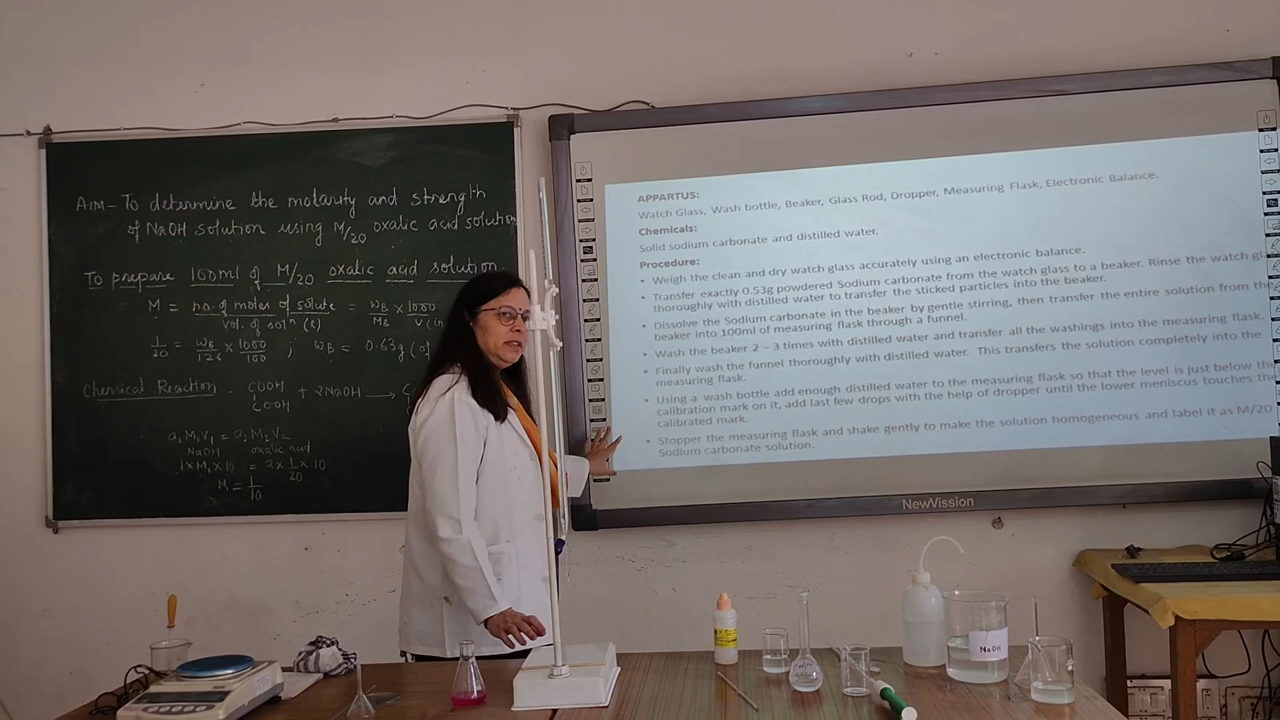 AIM - To determine the molarity and strength
of NaOH solution using M/20 oxalic acid solution
To prepare 100ml of M/20 oxalic acid solution
M = no. of moles of solute / Vol. of solⁿ (l) = WB/MB × 1000/V(in
1/20 = WB/126 × 1000/100 ; WB = 0.63g (of
Chemical Reaction - COOH
COOH + 2NaOH → C
a₁M₁V₁ = a₂M₂V₂
NaOH oxalic acid
1×M₁×10 = 2×1/20×10
M₁ = 1/10
APPARTUS:
Watch Glass, Wash bottle, Beaker, Glass Rod, Dropper, Measuring Flask, Electronic Balance.
Chemicals:
Solid sodium carbonate and distilled water.
Procedure:
• Weigh the clean and dry watch glass accurately using an electronic balance.
• Transfer exactly 0.53g powdered Sodium carbonate from the watch glass to a beaker. Rinse the watch gl
thoroughly with distilled water to transfer the sticked particles into the beaker.
• Dissolve the Sodium carbonate in the beaker by gentle stirring, then transfer the entire solution from the
beaker into 100ml of measuring flask through a funnel.
• Wash the beaker 2 – 3 times with distilled water and transfer all the washings into the measuring flask.
• Finally wash the funnel thoroughly with distilled water. This transfers the solution completely into the
measuring flask.
• Using a wash bottle add enough distilled water to the measuring flask so that the level is just below the
calibration mark on it, add last few drops with the help of dropper until the lower meniscus touches the
calibrated mark.
• Stopper the measuring flask and shake gently to make the solution homogeneous and label it as M/20
Sodium carbonate solution.
NewVission
NaOH